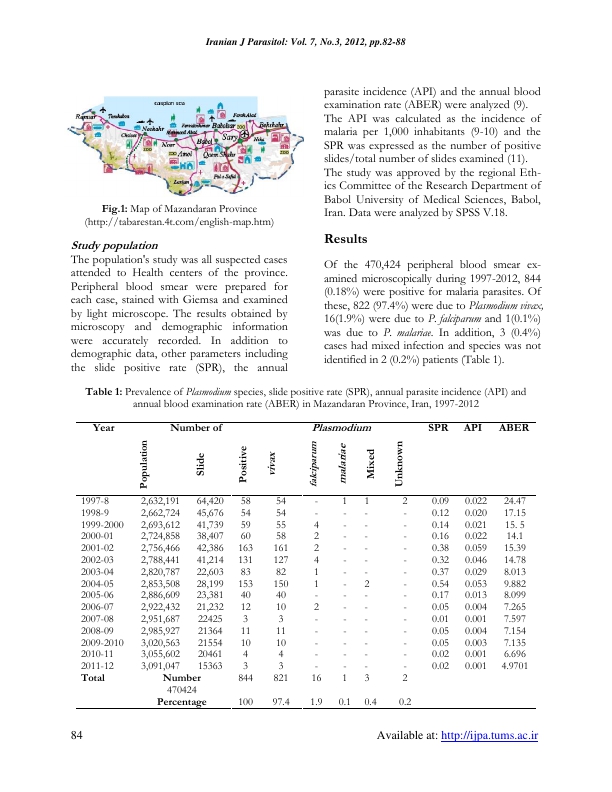 Iranian J Parasitol: Vol. 7, No.3, 2012, pp.82-88
caspian sea
Ramsar
Tonekabon
Chaloos
Noshahr
Noor
Amol
Babol
Babolsar
Sary
Qaem Shahr
Neka
Behshahr
Fig.1: Map of Mazandaran Province
(http://tabarestan.4t.com/english-map.htm)
Study population
The population's study was all suspected cases
attended to Health centers of the province.
Peripheral blood smear were prepared for
each case, stained with Giemsa and examined
by light microscope. The results obtained by
microscopy and demographic information
were accurately recorded. In addition to
demographic data, other parameters including
the slide positive rate (SPR), the annual
parasite incidence (API) and the annual blood
examination rate (ABER) were analyzed (9).
The API was calculated as the incidence of
malaria per 1,000 inhabitants (9-10) and the
SPR was expressed as the number of positive
slides/total number of slides examined (11).
The study was approved by the regional Eth-
ics Committee of the Research Department of
Babol University of Medical Sciences, Babol,
Iran. Data were analyzed by SPSS V.18.
Results
Of the 470,424 peripheral blood smear ex-
amined microscopically during 1997-2012, 844
(0.18%) were positive for malaria parasites. Of
these, 822 (97.4%) were due to Plasmodium vivax,
16(1.9%) were due to P. falciparum and 1(0.1%)
was due to P. malariae. In addition, 3 (0.4%)
cases had mixed infection and species was not
identified in 2 (0.2%) patients (Table 1).
Table 1: Prevalence of Plasmodium species, slide positive rate (SPR), annual parasite incidence (API) and
annual blood examination rate (ABER) in Mazandaran Province, Iran, 1997-2012
Year Number of Plasmodium SPR API ABER
Population Slide Positive vivax falciparum malariae Mixed Unknown
1997-8 2,632,191 64,420 58 54 - 1 1 2 0.09 0.022 24.47
1998-9 2,662,724 45,676 54 54 - - - - 0.12 0.020 17.15
1999-2000 2,693,612 41,739 59 55 4 - - - 0.14 0.021 15. 5
2000-01 2,724,858 38,407 60 58 2 - - - 0.16 0.022 14.1
2001-02 2,756,466 42,386 163 161 2 - - - 0.38 0.059 15.39
2002-03 2,788,441 41,214 131 127 4 - - - 0.32 0.046 14.78
2003-04 2,820,787 22,603 83 82 1 - - - 0.37 0.029 8.013
2004-05 2,853,508 28,199 153 150 1 - 2 - 0.54 0.053 9.882
2005-06 2,886,609 23,381 40 40 - - - - 0.17 0.013 8.099
2006-07 2,922,432 21,232 12 10 2 - - - 0.05 0.004 7.265
2007-08 2,951,687 22425 3 3 - - - - 0.01 0.001 7.597
2008-09 2,985,927 21364 11 11 - - - - 0.05 0.004 7.154
2009-2010 3,020,563 21554 10 10 - - - - 0.05 0.003 7.135
2010-11 3,055,602 20461 4 4 - - - - 0.02 0.001 6.696
2011-12 3,091,047 15363 3 3 - - - - 0.02 0.001 4.9701
Total Number 844 821 16 1 3 2
470424
Percentage 100 97.4 1.9 0.1 0.4 0.2
84 Available at: http://ijpa.tums.ac.ir